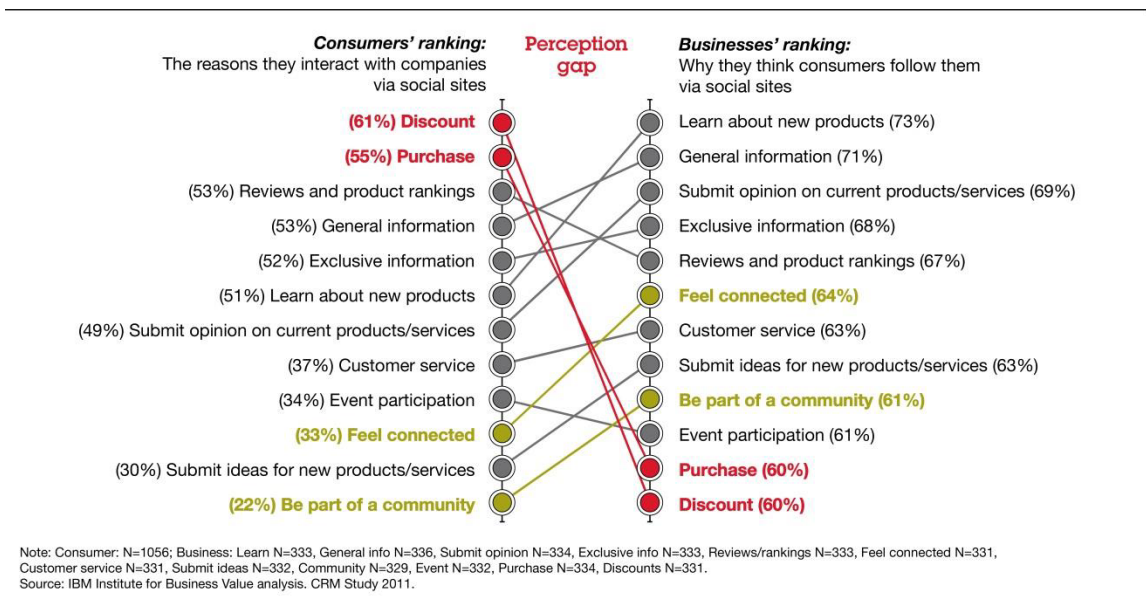 Consumers' ranking:
The reasons they interact with companies
via social sites
Perception
gap
Businesses' ranking:
Why they think consumers follow them
via social sites
(61%) Discount
(55%) Purchase
(53%) Reviews and product rankings
(53%) General information
(52%) Exclusive information
(51%) Learn about new products
(49%) Submit opinion on current products/services
(37%) Customer service
(34%) Event participation
(33%) Feel connected
(30%) Submit ideas for new products/services
(22%) Be part of a community
Learn about new products (73%)
General information (71%)
Submit opinion on current products/services (69%)
Exclusive information (68%)
Reviews and product rankings (67%)
Feel connected (64%)
Customer service (63%)
Submit ideas for new products/services (63%)
Be part of a community (61%)
Event participation (61%)
Purchase (60%)
Discount (60%)
Note: Consumer: N=1056; Business: Learn N=333, General info N=336, Submit opinion N=334, Exclusive info N=333, Reviews/rankings N=333, Feel connected N=331,
Customer service N=331, Submit ideas N=332, Community N=329, Event N=332, Purchase N=334, Discounts N=331.
Source: IBM Institute for Business Value analysis. CRM Study 2011.